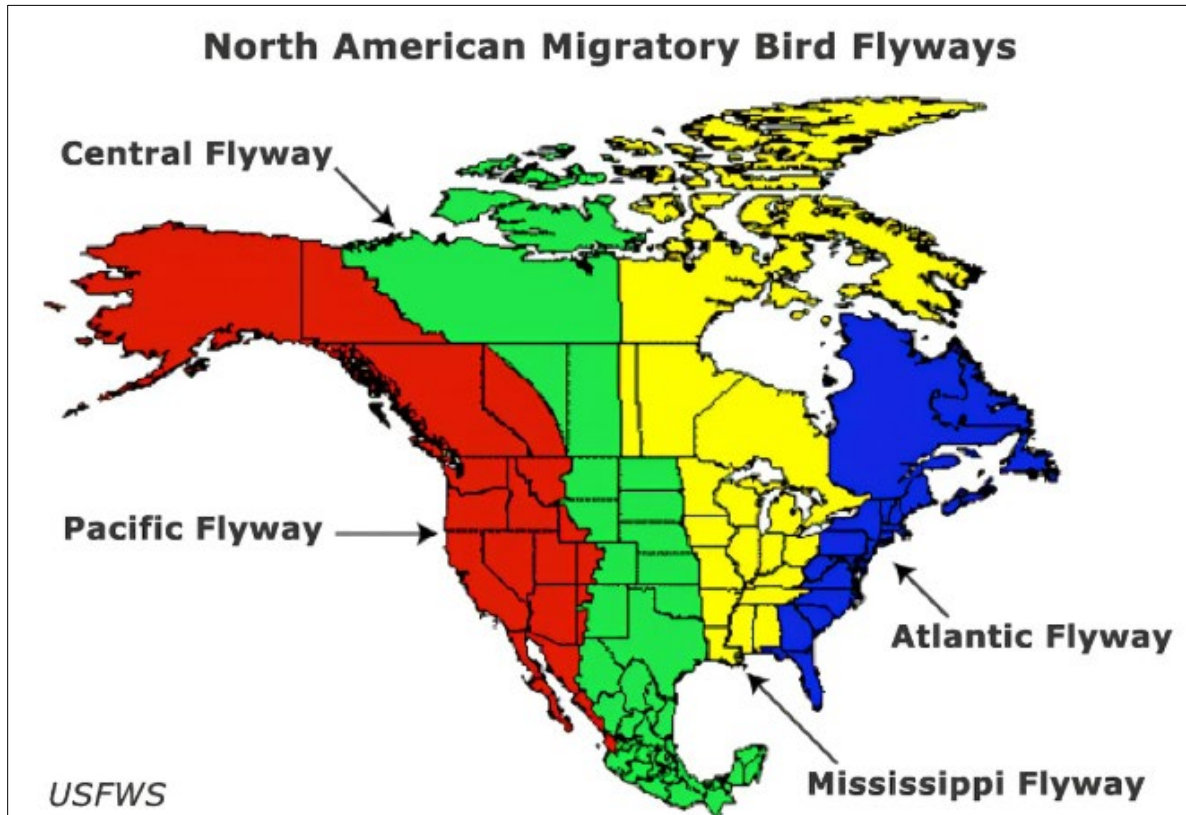 North American Migratory Bird Flyways
Central Flyway
Pacific Flyway
Atlantic Flyway
Mississippi Flyway
USFWS